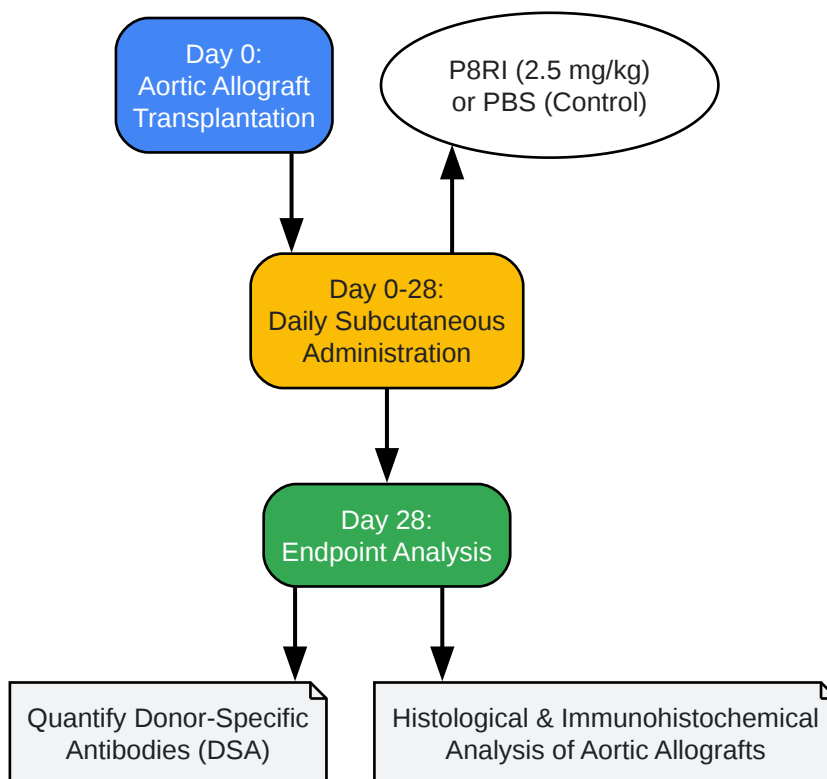 Day 0:
Aortic Allograft
Transplantation
P8RI (2.5 mg/kg)
or PBS (Control)
Day 0-28:
Daily Subcutaneous
Administration
Day 28:
Endpoint Analysis
Quantify Donor-Specific
Antibodies (DSA)
Histological & Immunohistochemical
Analysis of Aortic Allografts